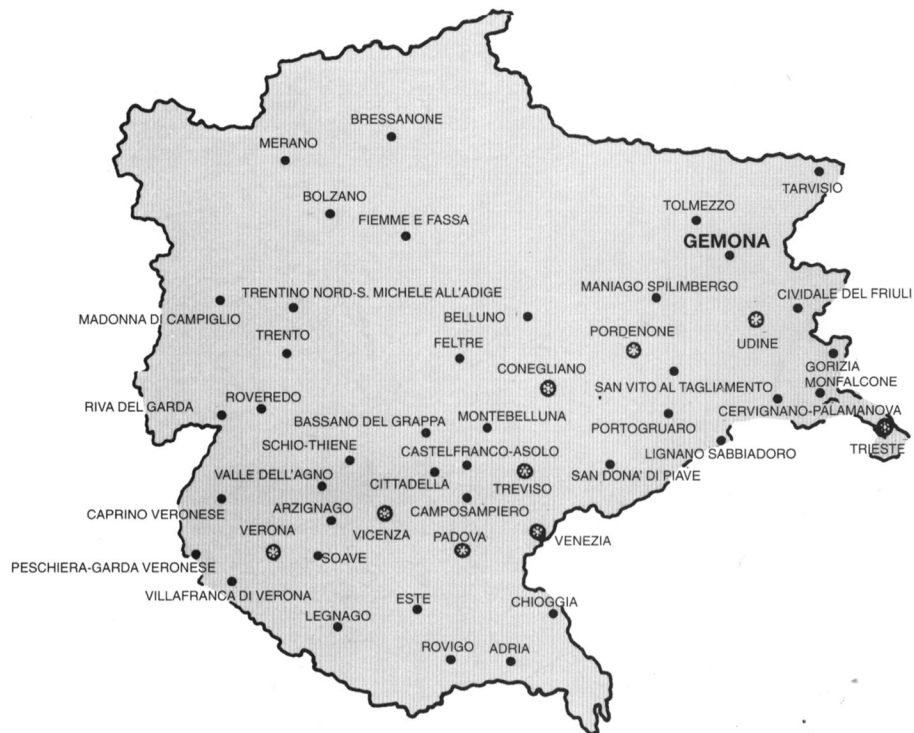 BRESSANONE
MERANO
TARVISIO
BOLZANO
TOLMEZZO
FIEMME E FASSA
GEMONA
MANIAGO SPILIMBERGO
TRENTINO NORD-S. MICHELE ALL'ADIGE
CIVIDALE DEL FRIULI
MADONNA DI CAMPIGLIO
BELLUNO
PORDENONE
UDINE
TRENTO
FELTRE
CONEGLIANO
GORIZIA
SAN VITO AL TAGLIAMENTO
MONFALCONE
ROVEREDO
RIVA DEL GARDA
CERVIGNANO-PALAMANOVA
BASSANO DEL GRAPPA
MONTEBELLUNA
PORTOGRUARO
SCHIO-THIENE
CASTELFRANCO-ASOLO
LIGNANO SABBIADORO
TRIESTE
VALLE DELL'AGNO
CITTADELLA
TREVISO
SAN DONA' DI PIAVE
CAPRINO VERONESE
ARZIGNAGO
CAMPOSAMPIERO
VERONA
VICENZA
PADOVA
VENEZIA
SOAVE
PESCHIERA-GARDA VERONESE
VILLAFRANCA DI VERONA
ESTE
CHIOGGIA
LEGNAGO
ROVIGO
ADRIA